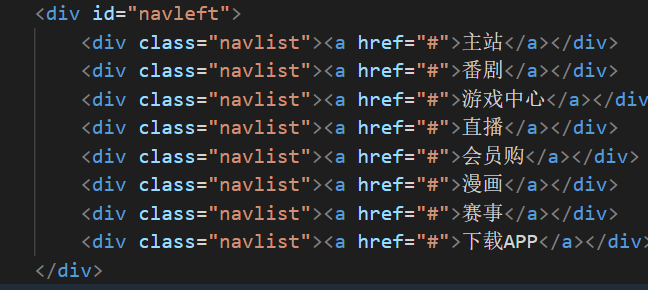 <div id="navleft">
<div class="navlist"><a href="#">主站</a></div>
<div class="navlist"><a href="#">番剧</a></div>
<div class="navlist"><a href="#">游戏中心</a></div
<div class="navlist"><a href="#">直播</a></div>
<div class="navlist"><a href="#">会员购</a></div>
<div class="navlist"><a href="#">漫画</a></div>
<div class="navlist"><a href="#">赛事</a></div>
<div class="navlist"><a href="#">下载APP</a></div>
</div>